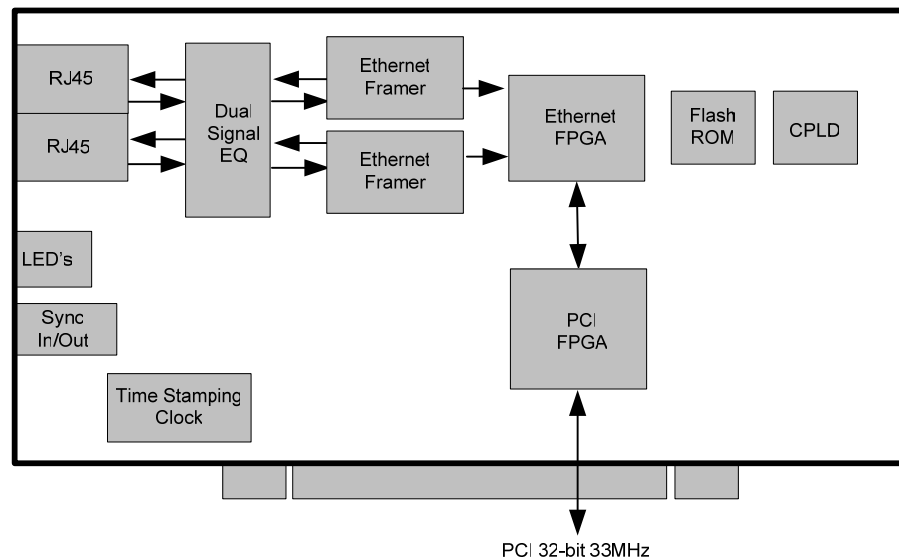 RJ45
RJ45
Dual
Signal
EQ
Ethernet
Framer
Ethernet
Framer
Ethernet
FPGA
Flash
ROM
CPLD
LED's
Sync
In/Out
Time Stamping
Clock
PCI
FPGA
PCI 32-bit 33MHz